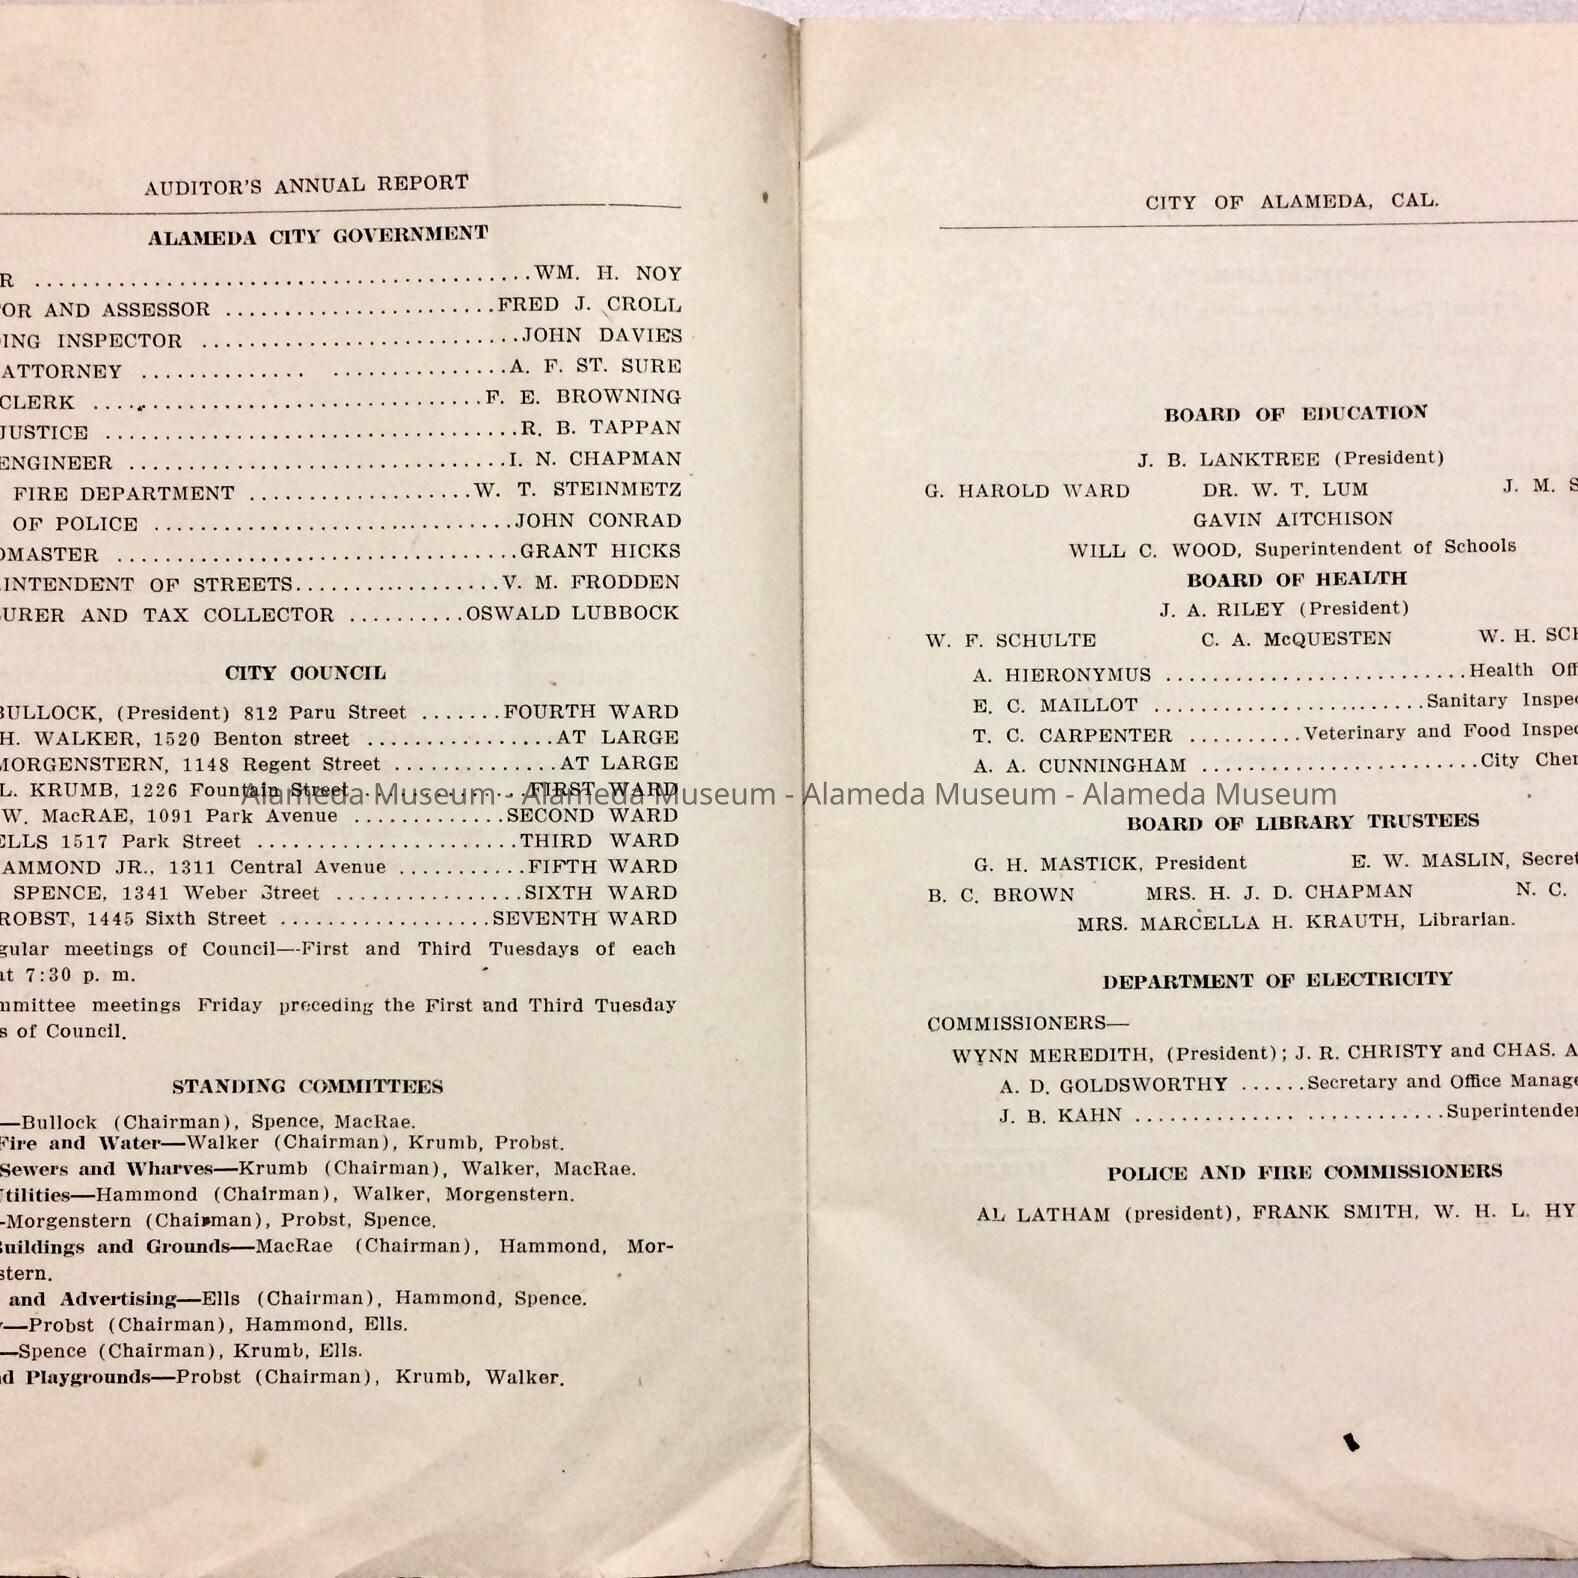 AUDITOR'S ANNUAL REPORT
ALAMEDA CITY GOVERNMENT
R ........................................WM. H. NOY
OR AND ASSESSOR .......................FRED J. CROLL
ING INSPECTOR ...........................JOHN DAVIES
ATTORNEY .............. ...............A. F. ST. SURE
CLERK .................................F. E. BROWNING
JUSTICE ...................................R. B. TAPPAN
ENGINEER ................................I. N. CHAPMAN
FIRE DEPARTMENT ...................W. T. STEINMETZ
OF POLICE ...............................JOHN CONRAD
MASTER ..................................GRANT HICKS
INTENDENT OF STREETS..................V. M. FRODDEN
URER AND TAX COLLECTOR ..........OSWALD LUBBOCK
CITY COUNCIL
BULLOCK, (President) 812 Paru Street .......FOURTH WARD
H. WALKER, 1520 Benton street ................AT LARGE
MORGENSTERN, 1148 Regent Street ..............AT LARGE
L. KRUMB, 1226 Fountain Street ..............FIRST WARD
W. MacRAE, 1091 Park Avenue .............SECOND WARD
ELLS 1517 Park Street ......................THIRD WARD
AMMOND JR., 1311 Central Avenue ...........FIFTH WARD
SPENCE, 1341 Weber Street ................SIXTH WARD
ROBST, 1445 Sixth Street ..................SEVENTH WARD
gular meetings of Council—First and Third Tuesdays of each
at 7:30 p. m.
mmittee meetings Friday preceding the First and Third Tuesday
s of Council.
STANDING COMMITTEES
—Bullock (Chairman), Spence, MacRae.
Fire and Water—Walker (Chairman), Krumb, Probst.
Sewers and Wharves—Krumb (Chairman), Walker, MacRae.
Utilities—Hammond (Chairman), Walker, Morgenstern.
-Morgenstern (Chairman), Probst, Spence.
Buildings and Grounds—MacRae (Chairman), Hammond, Mor-
stern.
and Advertising—Ells (Chairman), Hammond, Spence.
—Probst (Chairman), Hammond, Ells.
—Spence (Chairman), Krumb, Ells.
d Playgrounds—Probst (Chairman), Krumb, Walker.
Alameda Museum - Alameda Museum - Alameda Museum - Alameda Museum
CITY OF ALAMEDA, CAL.
BOARD OF EDUCATION
J. B. LANKTREE (President)
G. HAROLD WARD DR. W. T. LUM J. M. S
GAVIN AITCHISON
WILL C. WOOD, Superintendent of Schools
BOARD OF HEALTH
J. A. RILEY (President)
W. F. SCHULTE C. A. McQUESTEN W. H. SCH
A. HIERONYMUS ..........................Health Off
E. C. MAILLOT .......................Sanitary Inspec
T. C. CARPENTER ..........Veterinary and Food Inspec
A. A. CUNNINGHAM ........................City Chem
BOARD OF LIBRARY TRUSTEES
G. H. MASTICK, President E. W. MASLIN, Secret
B. C. BROWN MRS. H. J. D. CHAPMAN N. C.
MRS. MARCELLA H. KRAUTH, Librarian.
DEPARTMENT OF ELECTRICITY
COMMISSIONERS—
WYNN MEREDITH, (President); J. R. CHRISTY and CHAS. A
A. D. GOLDSWORTHY ......Secretary and Office Manage
J. B. KAHN ............... ............Superintenden
POLICE AND FIRE COMMISSIONERS
AL LATHAM (president), FRANK SMITH, W. H. L. HY